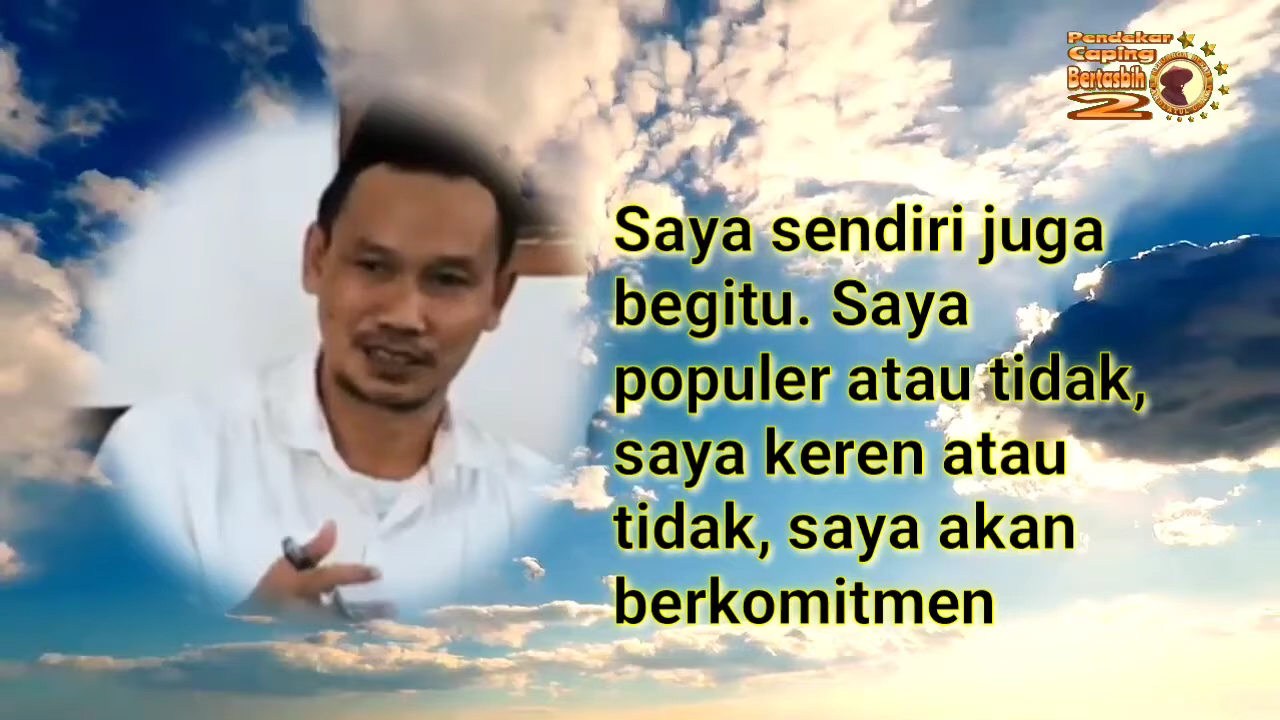 Pendekar
Caping
Bertasbih
2
Saya sendiri juga
begitu. Saya
populer atau tidak,
saya keren atau
tidak, saya akan
berkomitmen